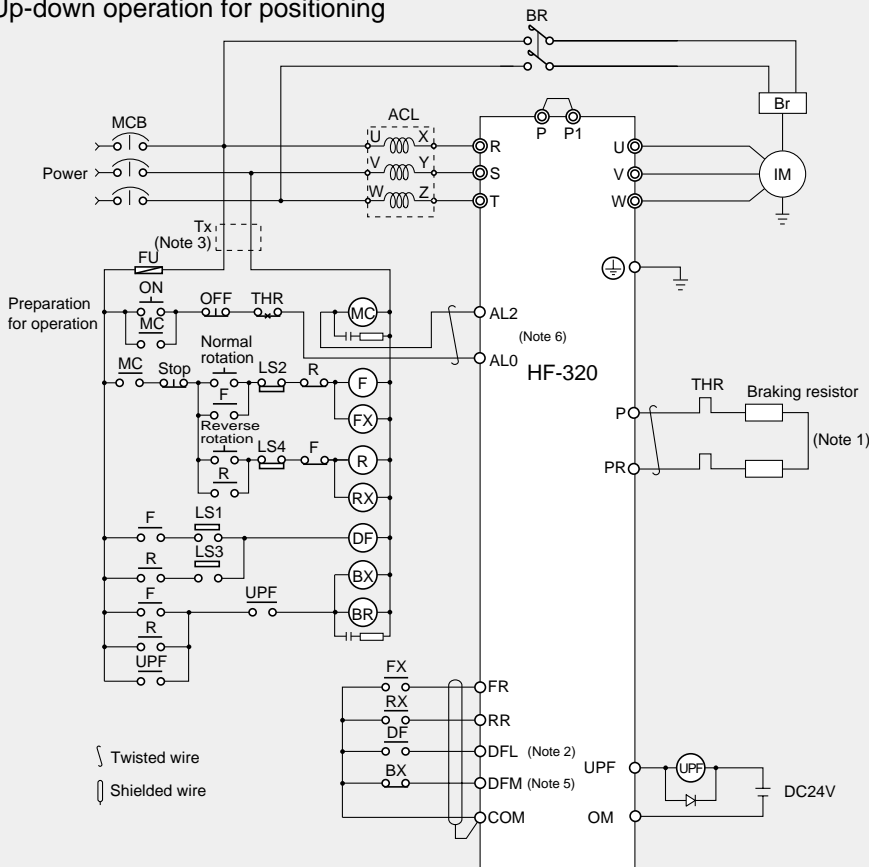 Up-down operation for positioning
BR
Br
MCB
ACL
P P1
U X
R
U
V Y
S
V
IM
Power
W Z
T
W
Tx
(Note 3)
FU
ON
Preparation
for operation
OFF THR
MC
MC
AL2
(Note 6)
AL0
HF-320
Normal
rotation
MC Stop
LS2 R
F
F
FX
Reverse
rotation
LS4 F
R
R
RX
THR
Braking resistor
P
(Note 1)
PR
F LS1
DF
R LS3
BX
F UPF
BR
R
UPF
FX
FR
RX
RR
DF
DFL (Note 2)
BX
DFM (Note 5)
COM
UPF
UPF
DC24V
OM
Twisted wire
Shielded wire